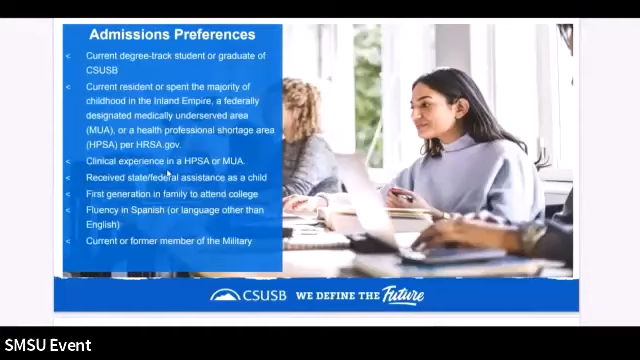 Admissions Preferences
< Current degree-track student or graduate of
CSUSB
< Current resident or spent the majority of
childhood in the Inland Empire, a federally
designated medically underserved area
(MUA), or a health professional shortage area
(HPSA) per HRSA.gov.
< Clinical experience in a HPSA or MUA.
< Received state/federal assistance as a child
< First generation in family to attend college
< Fluency in Spanish (or language other than
English)
< Current or former member of the Military
CSUSB WE DEFINE THE Future
SMSU Event